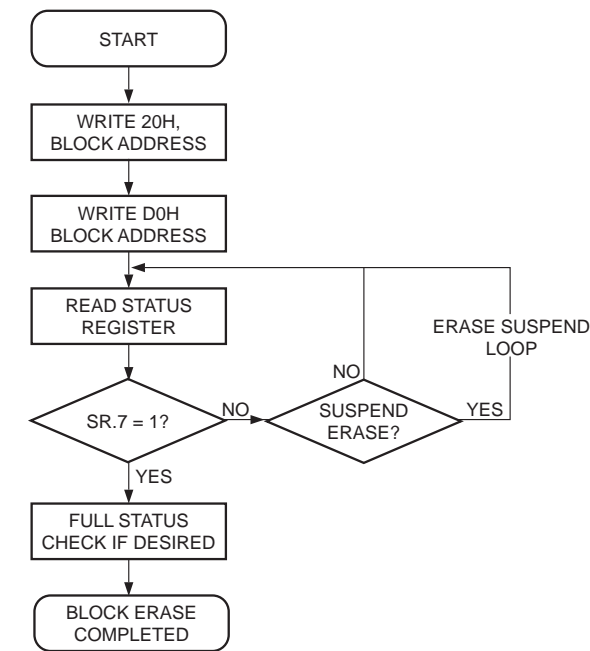 START
WRITE 20H,
BLOCK ADDRESS
WRITE D0H
BLOCK ADDRESS
READ STATUS
REGISTER
ERASE SUSPEND
LOOP
NO
SR.7 = 1?
NO
SUSPEND
ERASE?
YES
YES
FULL STATUS
CHECK IF DESIRED
BLOCK ERASE
COMPLETED